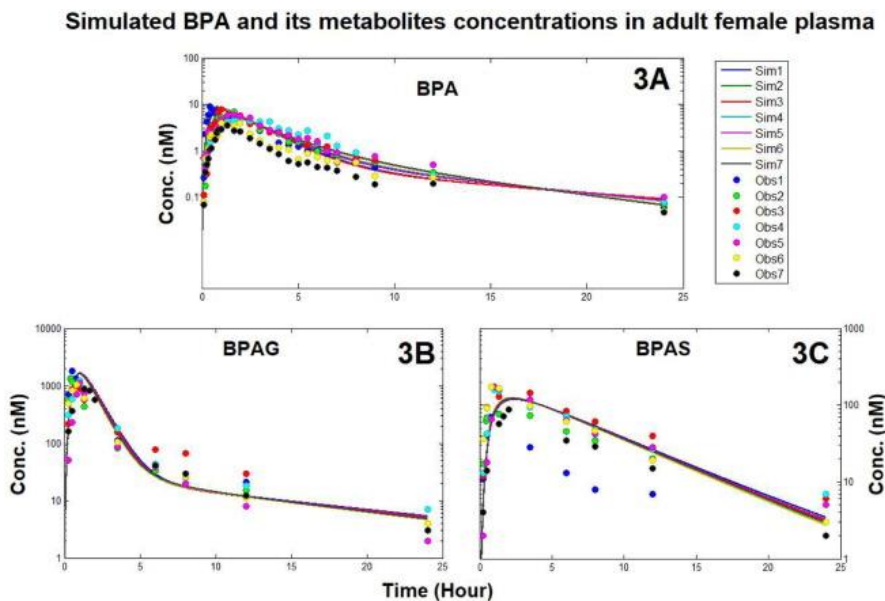 Simulated BPA and its metabolites concentrations in adult female plasma
100
10
1
0.1
Conc. (nM)
BPA
3A
0
5
10
15
20
25
Sim1
Sim2
Sim3
Sim4
Sim5
Sim6
Sim7
Obs1
Obs2
Obs3
Obs4
Obs5
Obs6
Obs7
10000
1000
100
10
1
Conc. (nM)
BPAG
3B
0
5
10
15
20
25
BPAS
3C
1000
100
10
1
Conc. (nM)
0
5
10
15
20
25
Time (Hour)